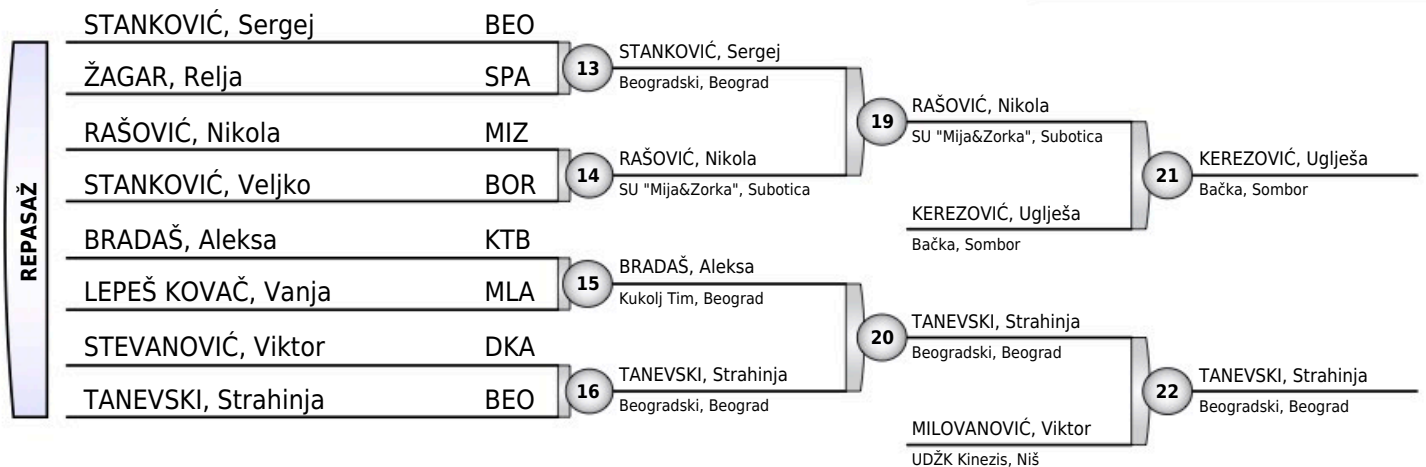 REPASAŽ
STANKOVIĆ, Sergej BEO
ŽAGAR, Relja SPA
RAŠOVIĆ, Nikola MIZ
STANKOVIĆ, Veljko BOR
BRADAŠ, Aleksa KTB
LEPEŠ KOVAČ, Vanja MLA
STEVANOVIĆ, Viktor DKA
TANEVSKI, Strahinja BEO
13
STANKOVIĆ, Sergej
Beogradski, Beograd
14
RAŠOVIĆ, Nikola
SU "Mija&Zorka", Subotica
15
BRADAŠ, Aleksa
Kukolj Tim, Beograd
16
TANEVSKI, Strahinja
Beogradski, Beograd
19
RAŠOVIĆ, Nikola
SU "Mija&Zorka", Subotica
KEREZOVIĆ, Uglješa
Bačka, Sombor
20
TANEVSKI, Strahinja
Beogradski, Beograd
MILOVANOVIĆ, Viktor
UDŽK Kinezis, Niš
21
KEREZOVIĆ, Uglješa
Bačka, Sombor
22
TANEVSKI, Strahinja
Beogradski, Beograd